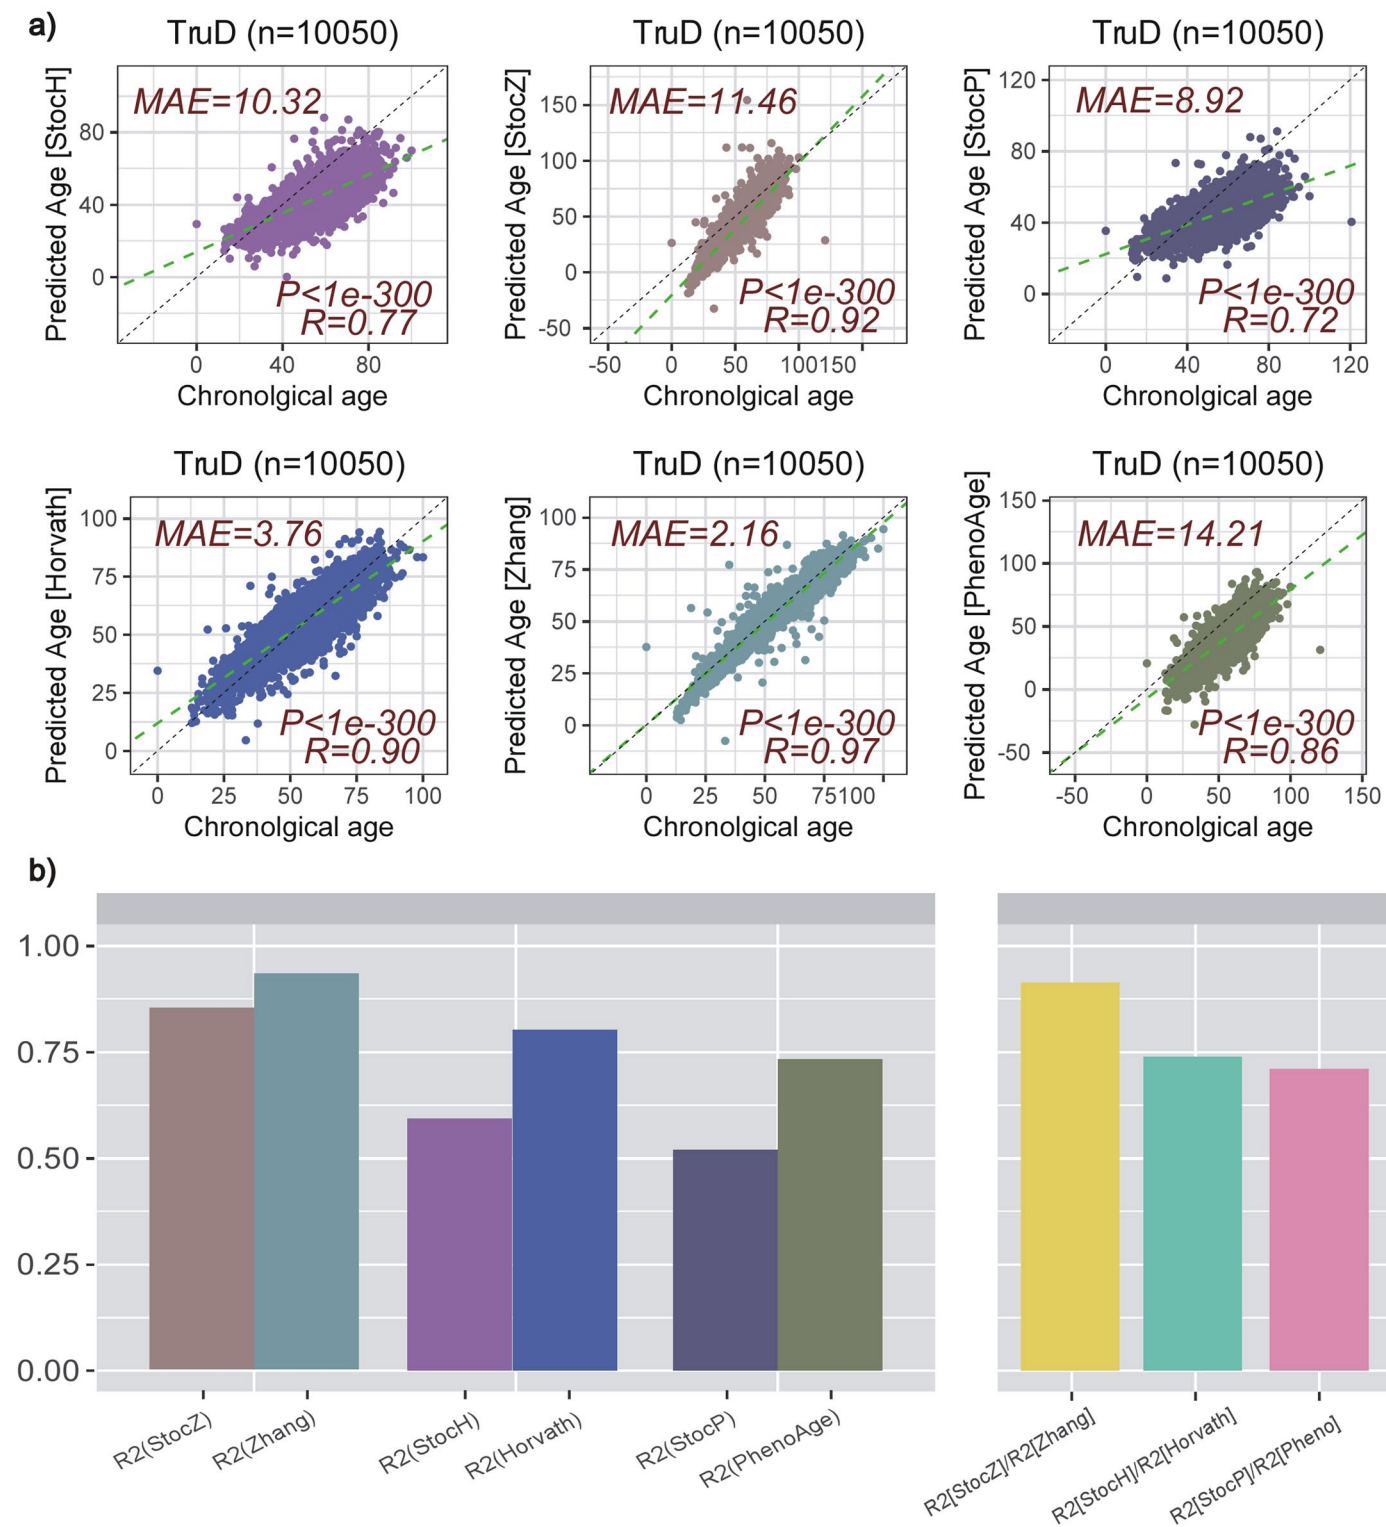 a)
TruD (n=10050)
Predicted Age [StocH]
MAE=10.32
80
40
0
P<1e-300
R=0.77
0 40 80
Chronolgical age
TruD (n=10050)
Predicted Age [StocZ]
MAE=11.46
150
100
50
0
-50
P<1e-300
R=0.92
-50 0 50 100150
Chronolgical age
TruD (n=10050)
Predicted Age [StocP]
MAE=8.92
120
80
40
0
P<1e-300
R=0.72
0 40 80 120
Chronolgical age
TruD (n=10050)
Predicted Age [Horvath]
MAE=3.76
100
75
50
25
0
P<1e-300
R=0.90
0 25 50 75 100
Chronolgical age
TruD (n=10050)
Predicted Age [Zhang]
MAE=2.16
100
75
50
25
0
P<1e-300
R=0.97
0 25 50 75100
Chronolgical age
TruD (n=10050)
Predicted Age [PhenoAge]
MAE=14.21
150
100
50
0
-50
P<1e-300
R=0.86
-50 0 50 100 150
Chronolgical age
b)
1.00
0.75
0.50
0.25
0.00
R2(StocZ)
R2(Zhang)
R2(StocH)
R2(Horvath)
R2(StocP)
R2(PhenoAge)
R2[StocZ]/R2[Zhang]
R2[StocH]/R2[Horvath]
R2[StocP]/R2[Pheno]